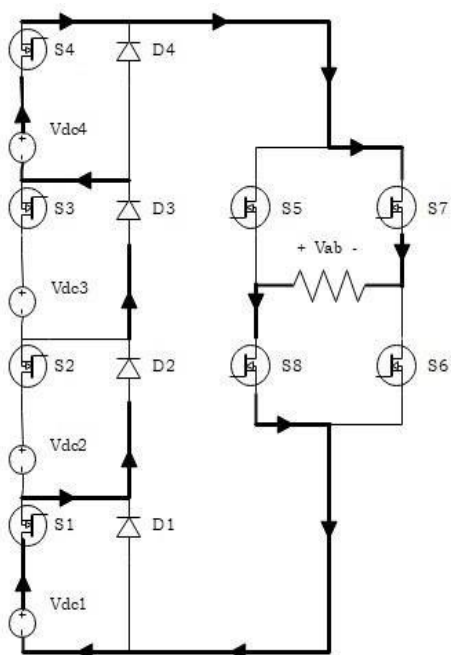 S4
D4
Vdc4
S3
D3
S5
S7
+ Vab -
Vdc3
S2
D2
S8
S6
Vdc2
S1
D1
Vdc1